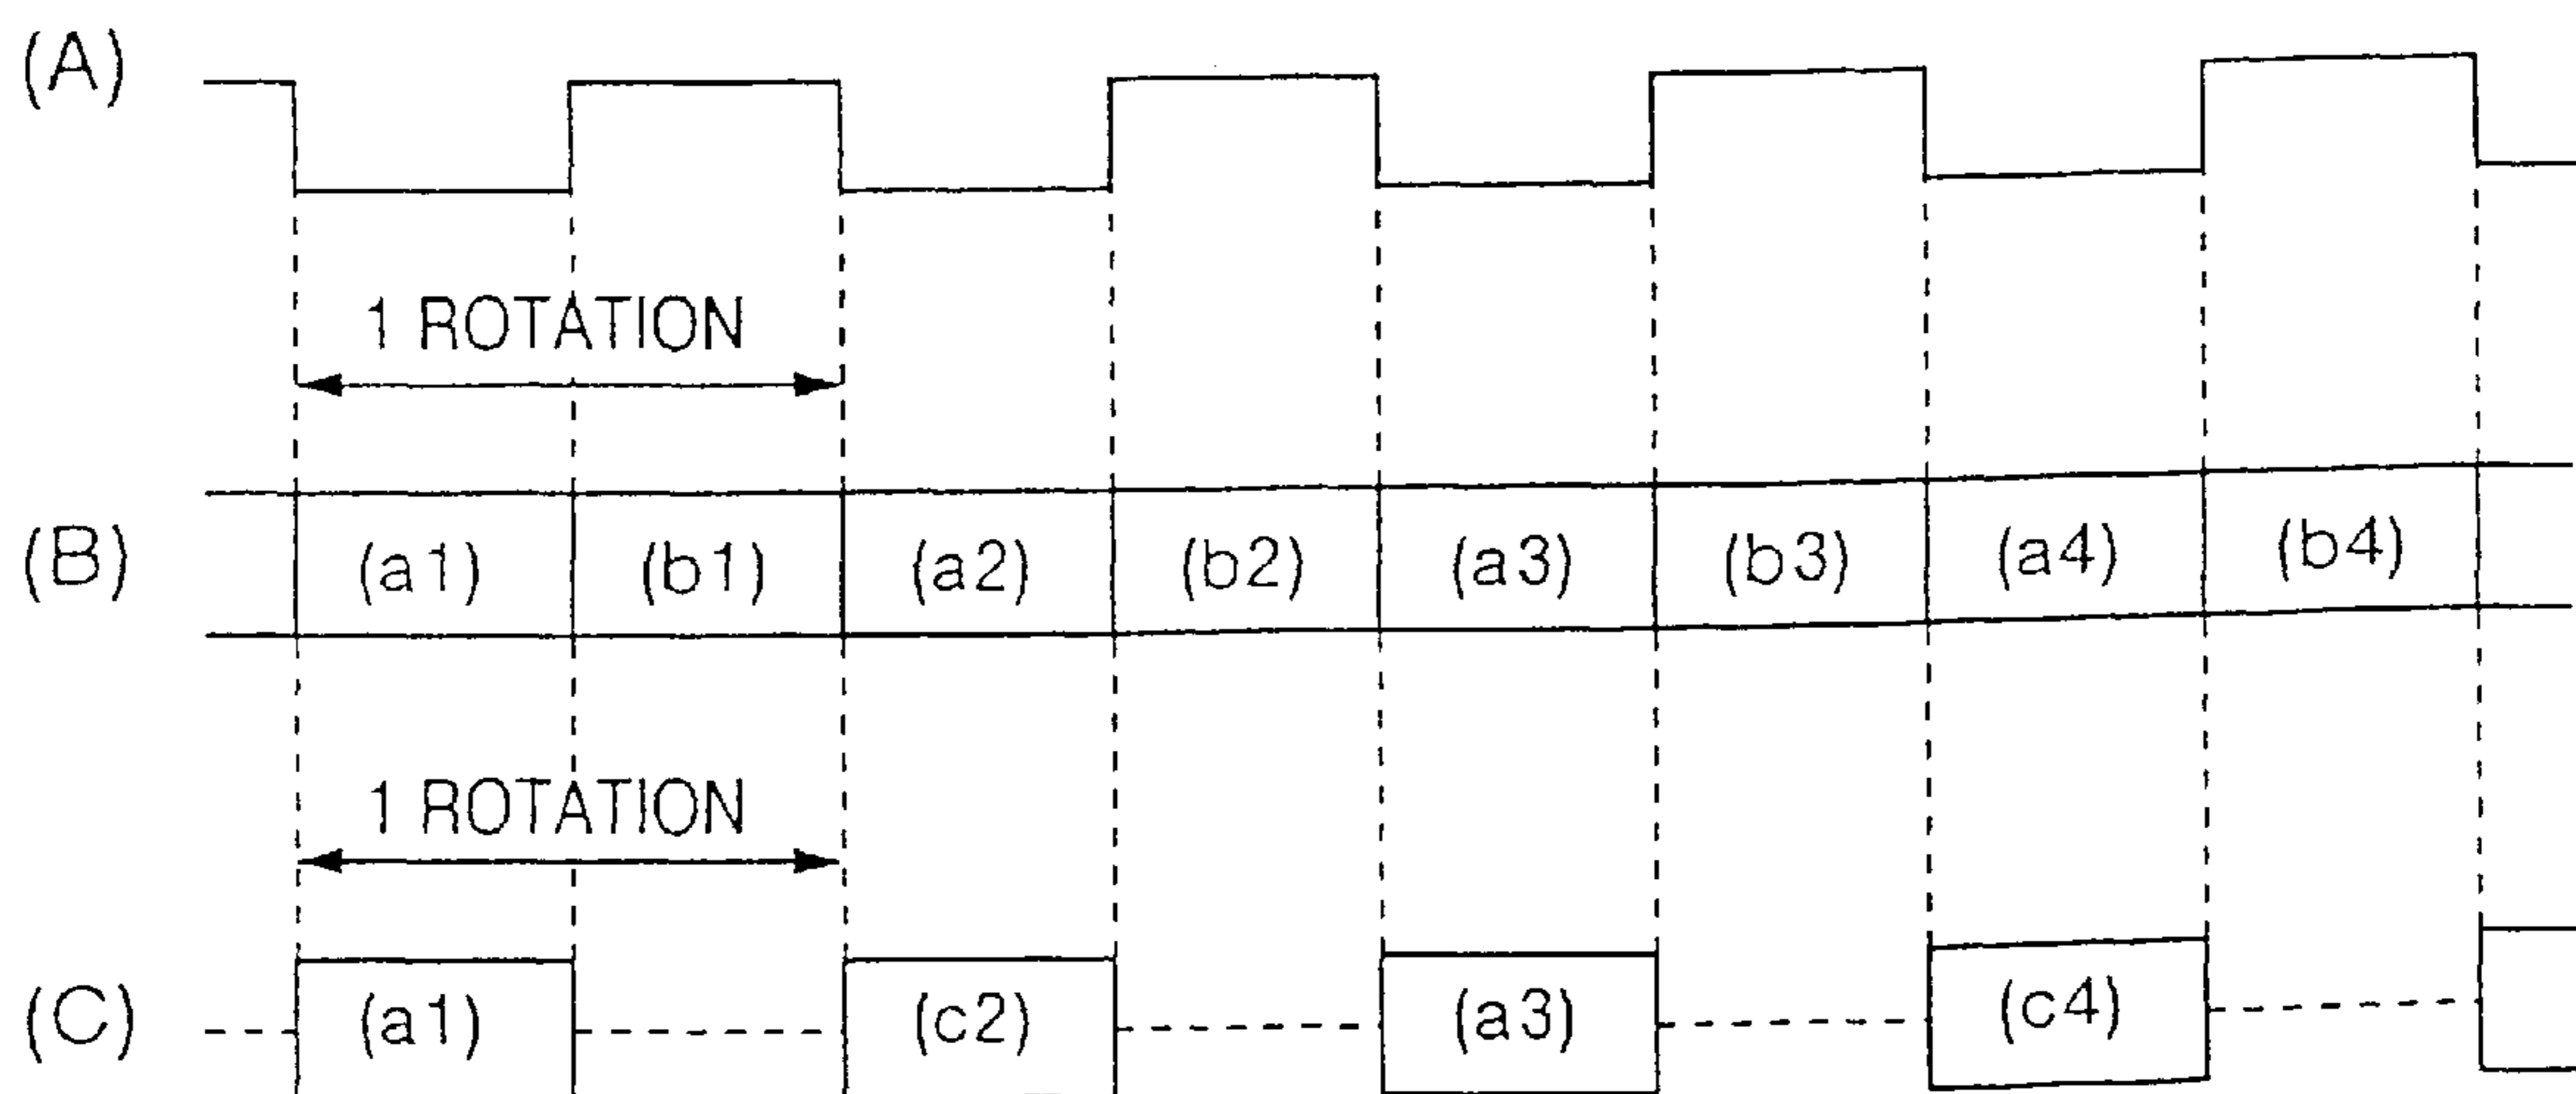 (A)
1 ROTATION
(B) (a1) (b1) (a2) (b2) (a3) (b3) (a4) (b4)
1 ROTATION
(C) (a1) (c2) (a3) (c4)